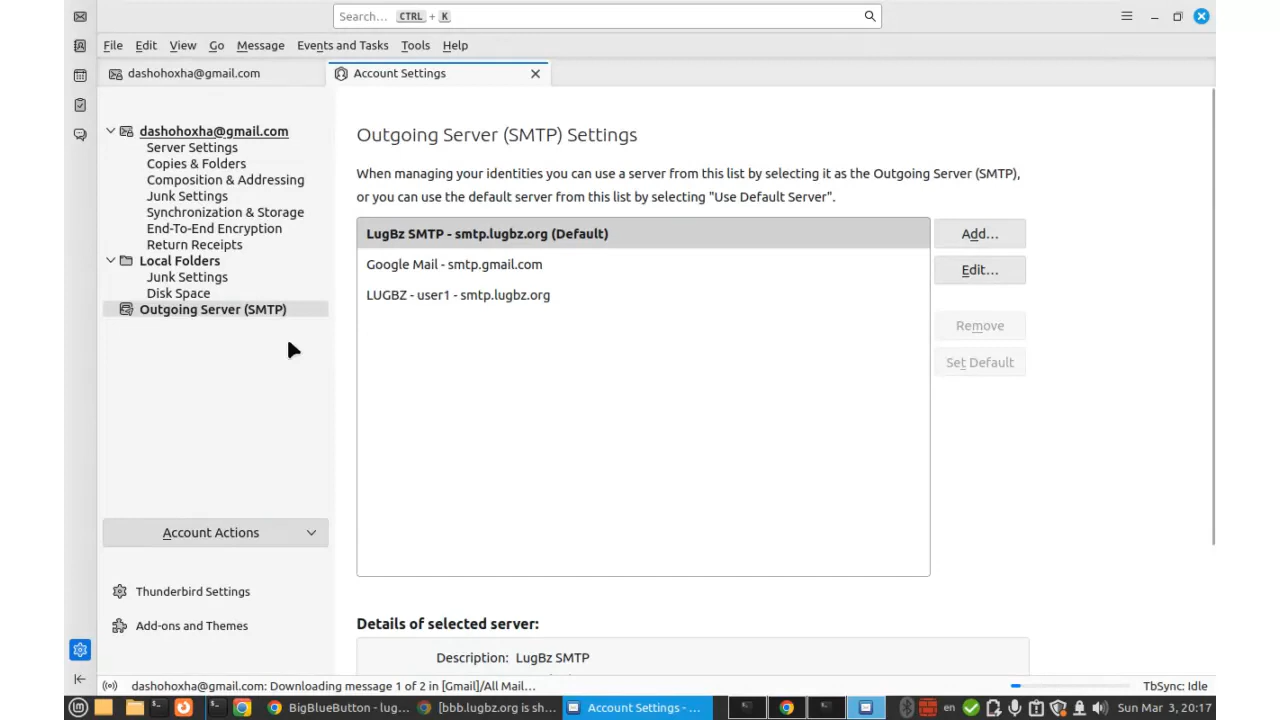 Search... CTRL + K
File Edit View Go Message Events and Tasks Tools Help
dashohoxha@gmail.com Account Settings
dashohoxha@gmail.com
Server Settings
Copies & Folders
Composition & Addressing
Junk Settings
Synchronization & Storage
End-To-End Encryption
Return Receipts
Local Folders
Junk Settings
Disk Space
Outgoing Server (SMTP)
Account Actions
Thunderbird Settings
Add-ons and Themes
Outgoing Server (SMTP) Settings
When managing your identities you can use a server from this list by selecting it as the Outgoing Server (SMTP),
or you can use the default server from this list by selecting "Use Default Server".
LugBz SMTP - smtp.lugbz.org (Default)
Google Mail - smtp.gmail.com
LUGBZ - user1 - smtp.lugbz.org
Add...
Edit...
Remove
Set Default
Details of selected server:
Description: LugBz SMTP
dashohoxha@gmail.com: Downloading message 1 of 2 in [Gmail]/All Mail... TbSync: Idle
BigBlueButton - lug... [bbb.lugbz.org is sh... Account Settings - ... en Sun Mar 3, 20:17